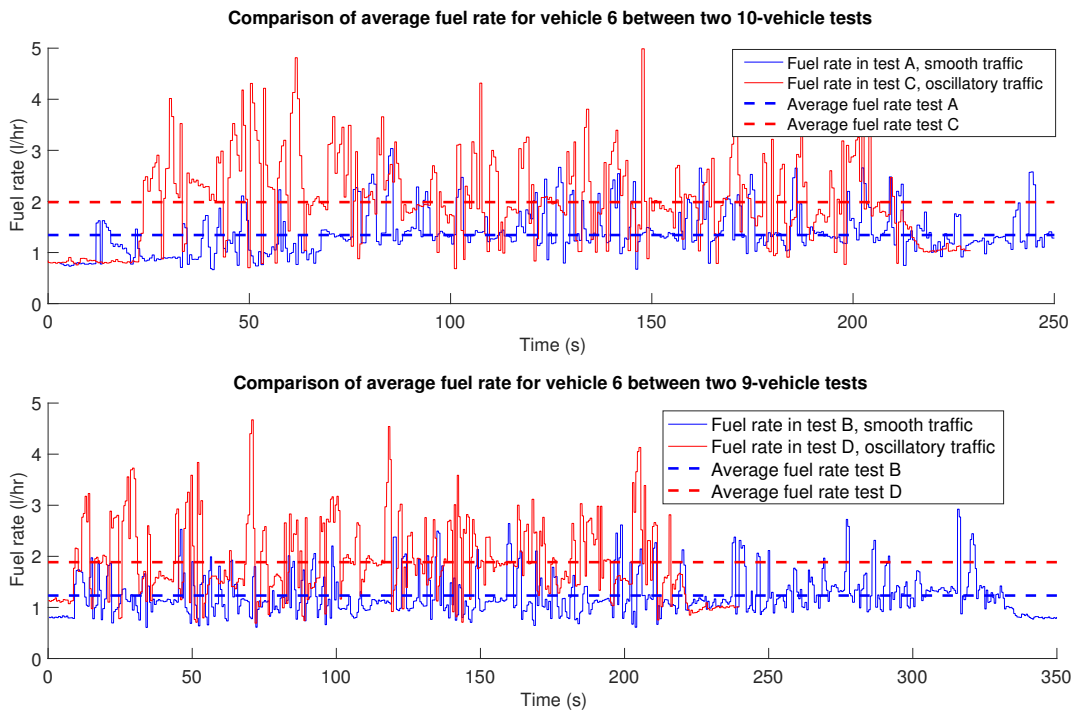 Comparison of average fuel rate for vehicle 6 between two 10-vehicle tests
5
4
3
2
1
0
Fuel rate (l/hr)
Fuel rate in test A, smooth traffic
Fuel rate in test C, oscillatory traffic
Average fuel rate test A
Average fuel rate test C
0 50 100 150 200 250
Time (s)
Comparison of average fuel rate for vehicle 6 between two 9-vehicle tests
5
4
3
2
1
0
Fuel rate (l/hr)
Fuel rate in test B, smooth traffic
Fuel rate in test D, oscillatory traffic
Average fuel rate test B
Average fuel rate test D
0 50 100 150 200 250 300 350
Time (s)